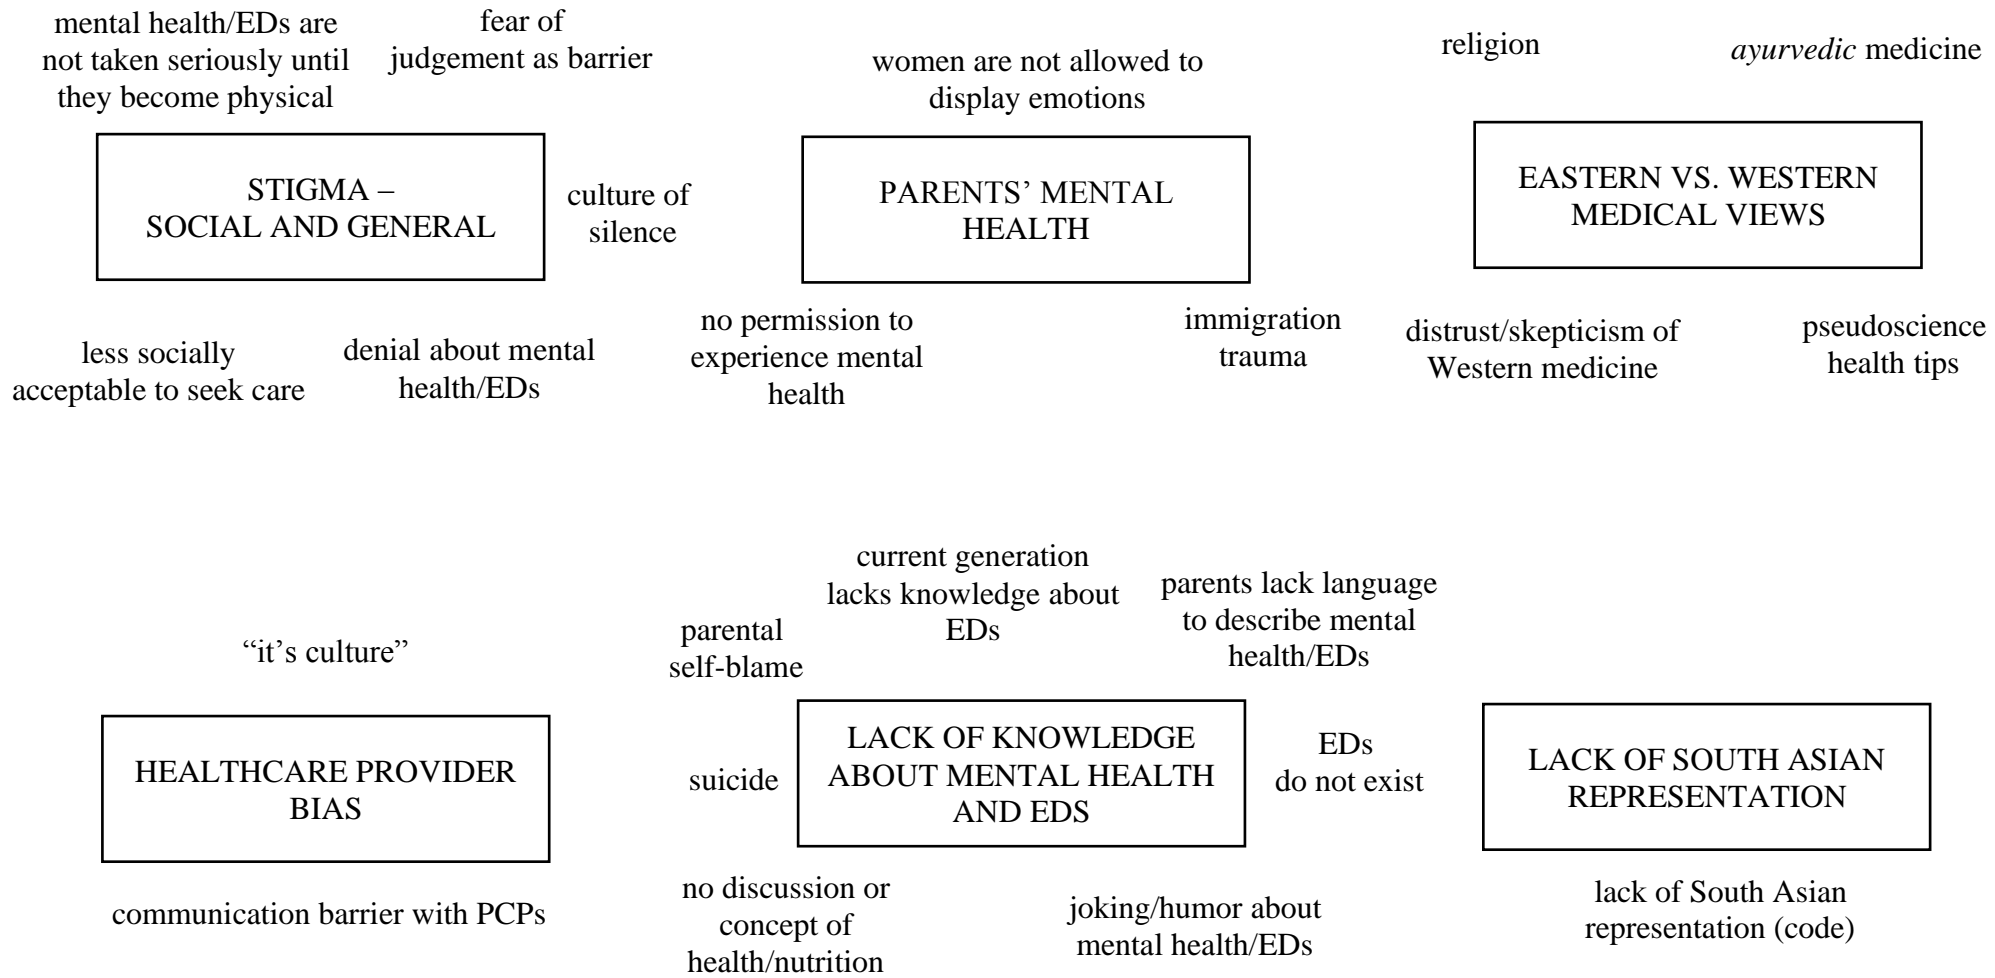 mental health/EDs are
not taken seriously until
they become physical
fear of
judgement as barrier
STIGMA –
SOCIAL AND GENERAL
culture of
silence
less socially
acceptable to seek care
denial about mental
health/EDs
women are not allowed to
display emotions
PARENTS’ MENTAL
HEALTH
no permission to
experience mental
health
immigration
trauma
religion
ayurvedic medicine
EASTERN VS. WESTERN
MEDICAL VIEWS
distrust/skepticism of
Western medicine
pseudoscience
health tips
“it’s culture”
HEALTHCARE PROVIDER
BIAS
communication barrier with PCPs
current generation
lacks knowledge about
EDs
parents lack language
to describe mental
health/EDs
parental
self-blame
suicide
LACK OF KNOWLEDGE
ABOUT MENTAL HEALTH
AND EDS
EDs
do not exist
no discussion or
concept of
health/nutrition
joking/humor about
mental health/EDs
LACK OF SOUTH ASIAN
REPRESENTATION
lack of South Asian
representation (code)